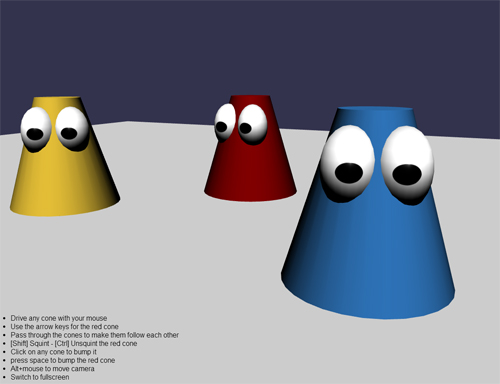 Drive any cone with your mouse
Use the arrow keys for the red cone
Pass through the cones to make them follow each other
[Shift] Squint - [Ctrl] Unsquint the red cone
Click on any cone to bump it
press space to bump the red cone
Alt+mouse to move camera
Switch to fullscreen